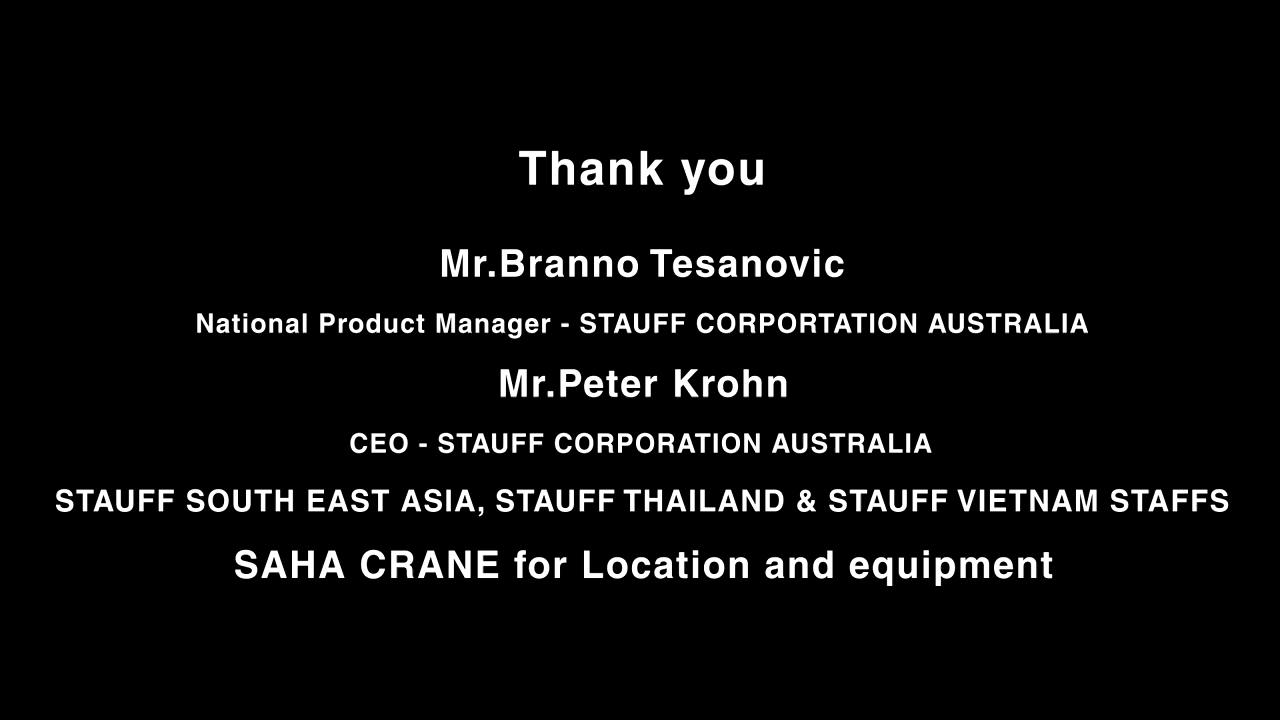 Thank you
Mr.Branno Tesanovic
National Product Manager - STAUFF CORPORTATION AUSTRALIA
Mr.Peter Krohn
CEO - STAUFF CORPORATION AUSTRALIA
STAUFF SOUTH EAST ASIA, STAUFF THAILAND & STAUFF VIETNAM STAFFS
SAHA CRANE for Location and equipment